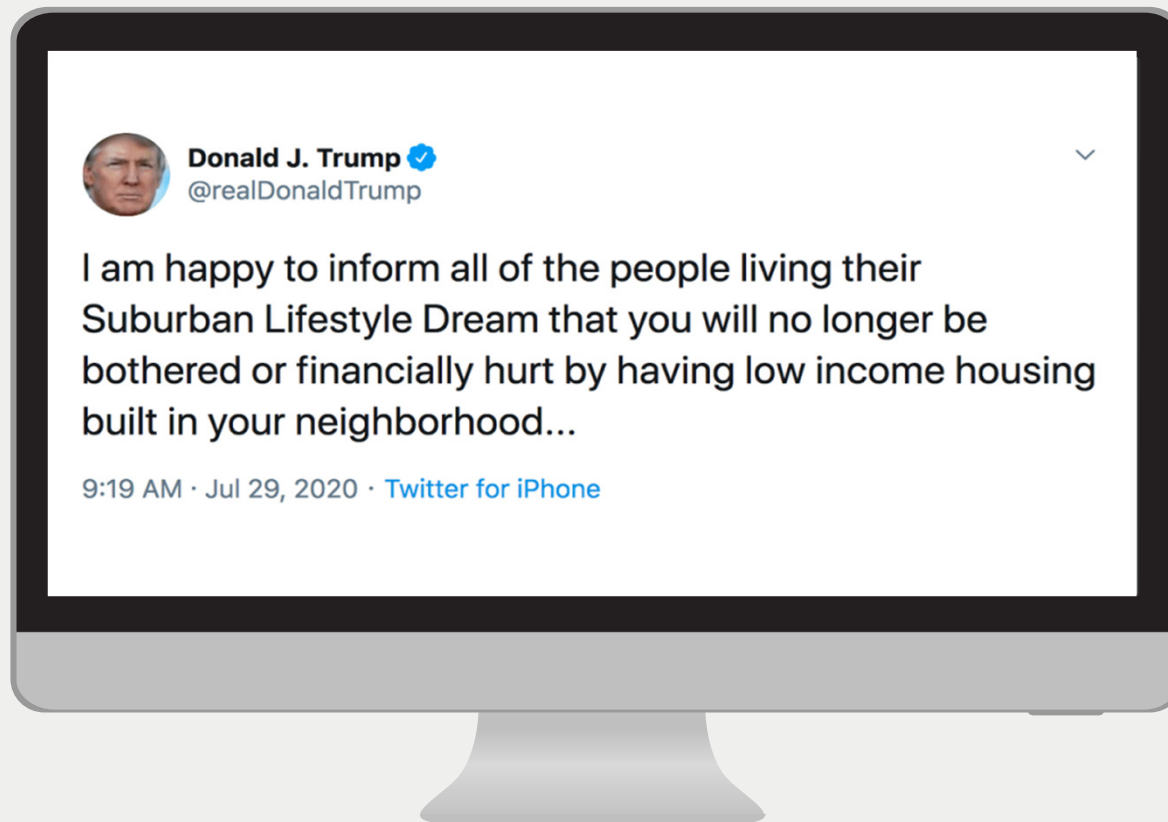 Donald J. Trump
@realDonaldTrump
I am happy to inform all of the people living their
Suburban Lifestyle Dream that you will no longer be
bothered or financially hurt by having low income housing
built in your neighborhood...
9:19 AM · Jul 29, 2020 · Twitter for iPhone